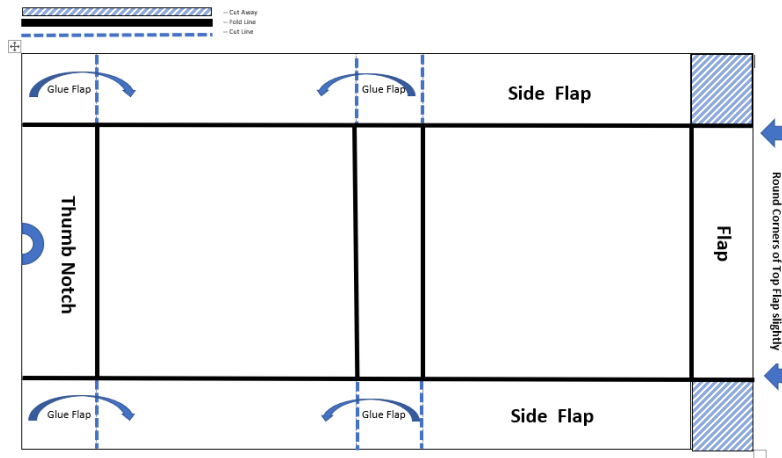 -- Cut Away
-- Fold Line
-- Cut Line
Glue Flap
Glue Flap
Side Flap
Thumb Notch
Flap
Round Corners of Top Flap slightly
Glue Flap
Glue Flap
Side Flap